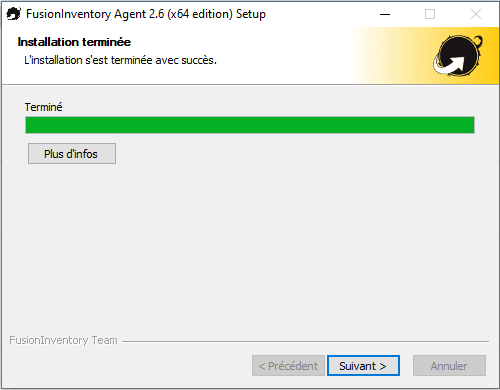 FusionInventory Agent 2.6 (x64 edition) Setup
Installation terminée
L'installation s'est terminée avec succès.
Terminé
Plus d'infos
FusionInventory Team
< Précédent Suivant > Annuler